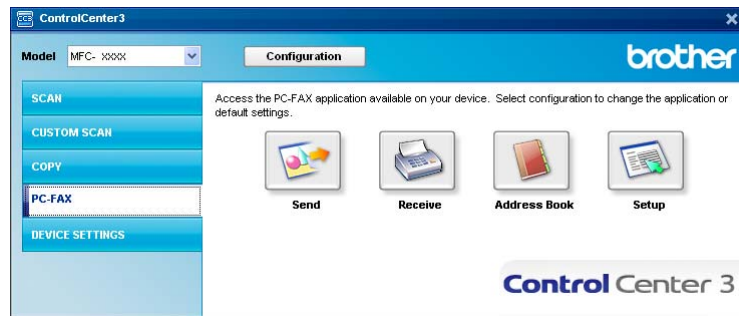 ControlCenter3
Model MFC- XXXX Configuration brother
SCAN
CUSTOM SCAN
COPY
PC-FAX
DEVICE SETTINGS
Access the PC-FAX application available on your device. Select configuration to change the application or
default settings.
Send Receive Address Book Setup
Control Center 3